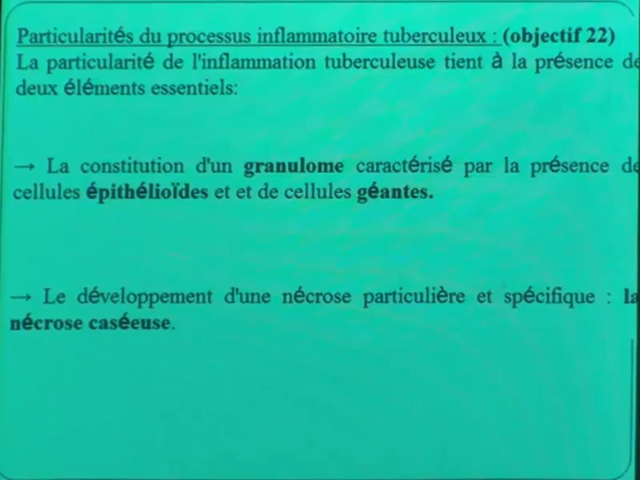 Particularités du processus inflammatoire tuberculeux : (objectif 22)
La particularité de l'inflammation tuberculeuse tient à la présence de
deux éléments essentiels:
→ La constitution d'un granulome caractérisé par la présence de
cellules épithélioïdes et et de cellules géantes.
→ Le développement d'une nécrose particulière et spécifique : la
nécrose caséeuse.